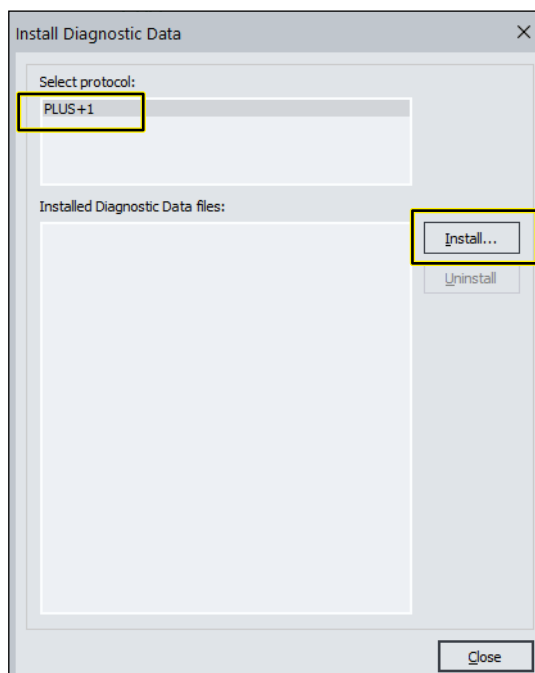 Install Diagnostic Data
Select protocol:
PLUS+1
Installed Diagnostic Data files:
Install...
Uninstall
Close